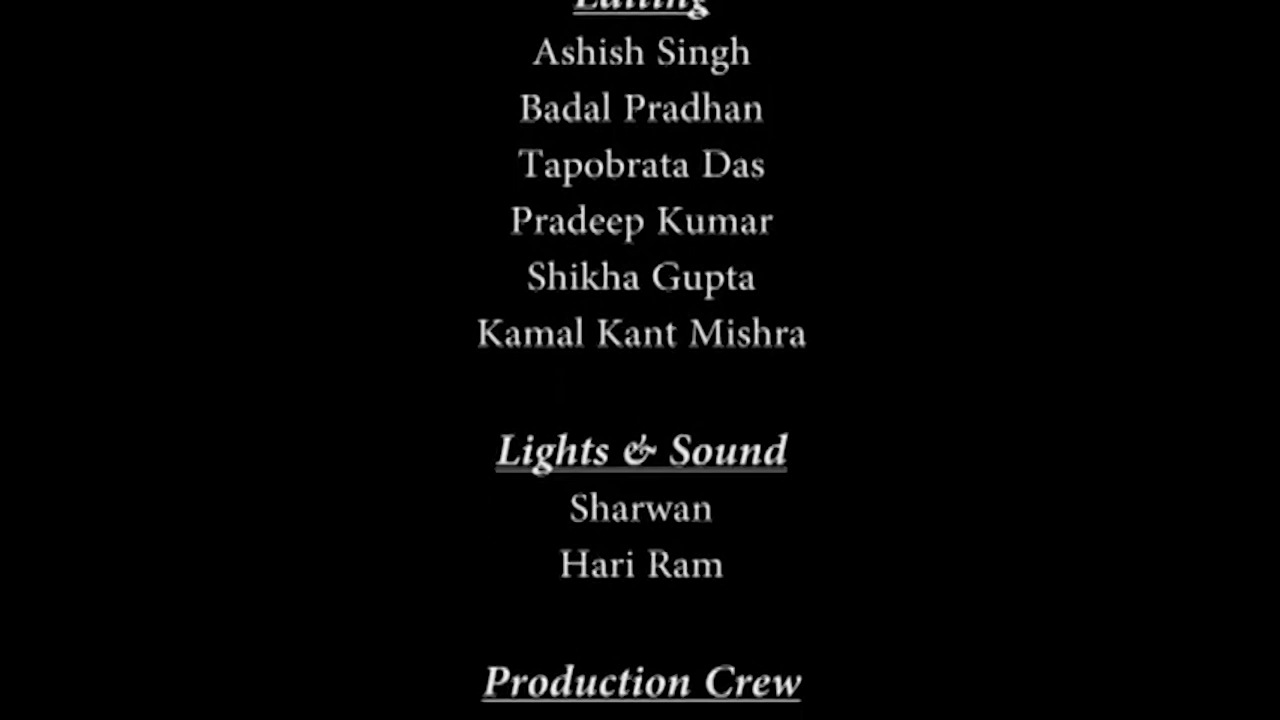 Editing
Ashish Singh
Badal Pradhan
Tapobrata Das
Pradeep Kumar
Shikha Gupta
Kamal Kant Mishra
Lights & Sound
Sharwan
Hari Ram
Production Crew